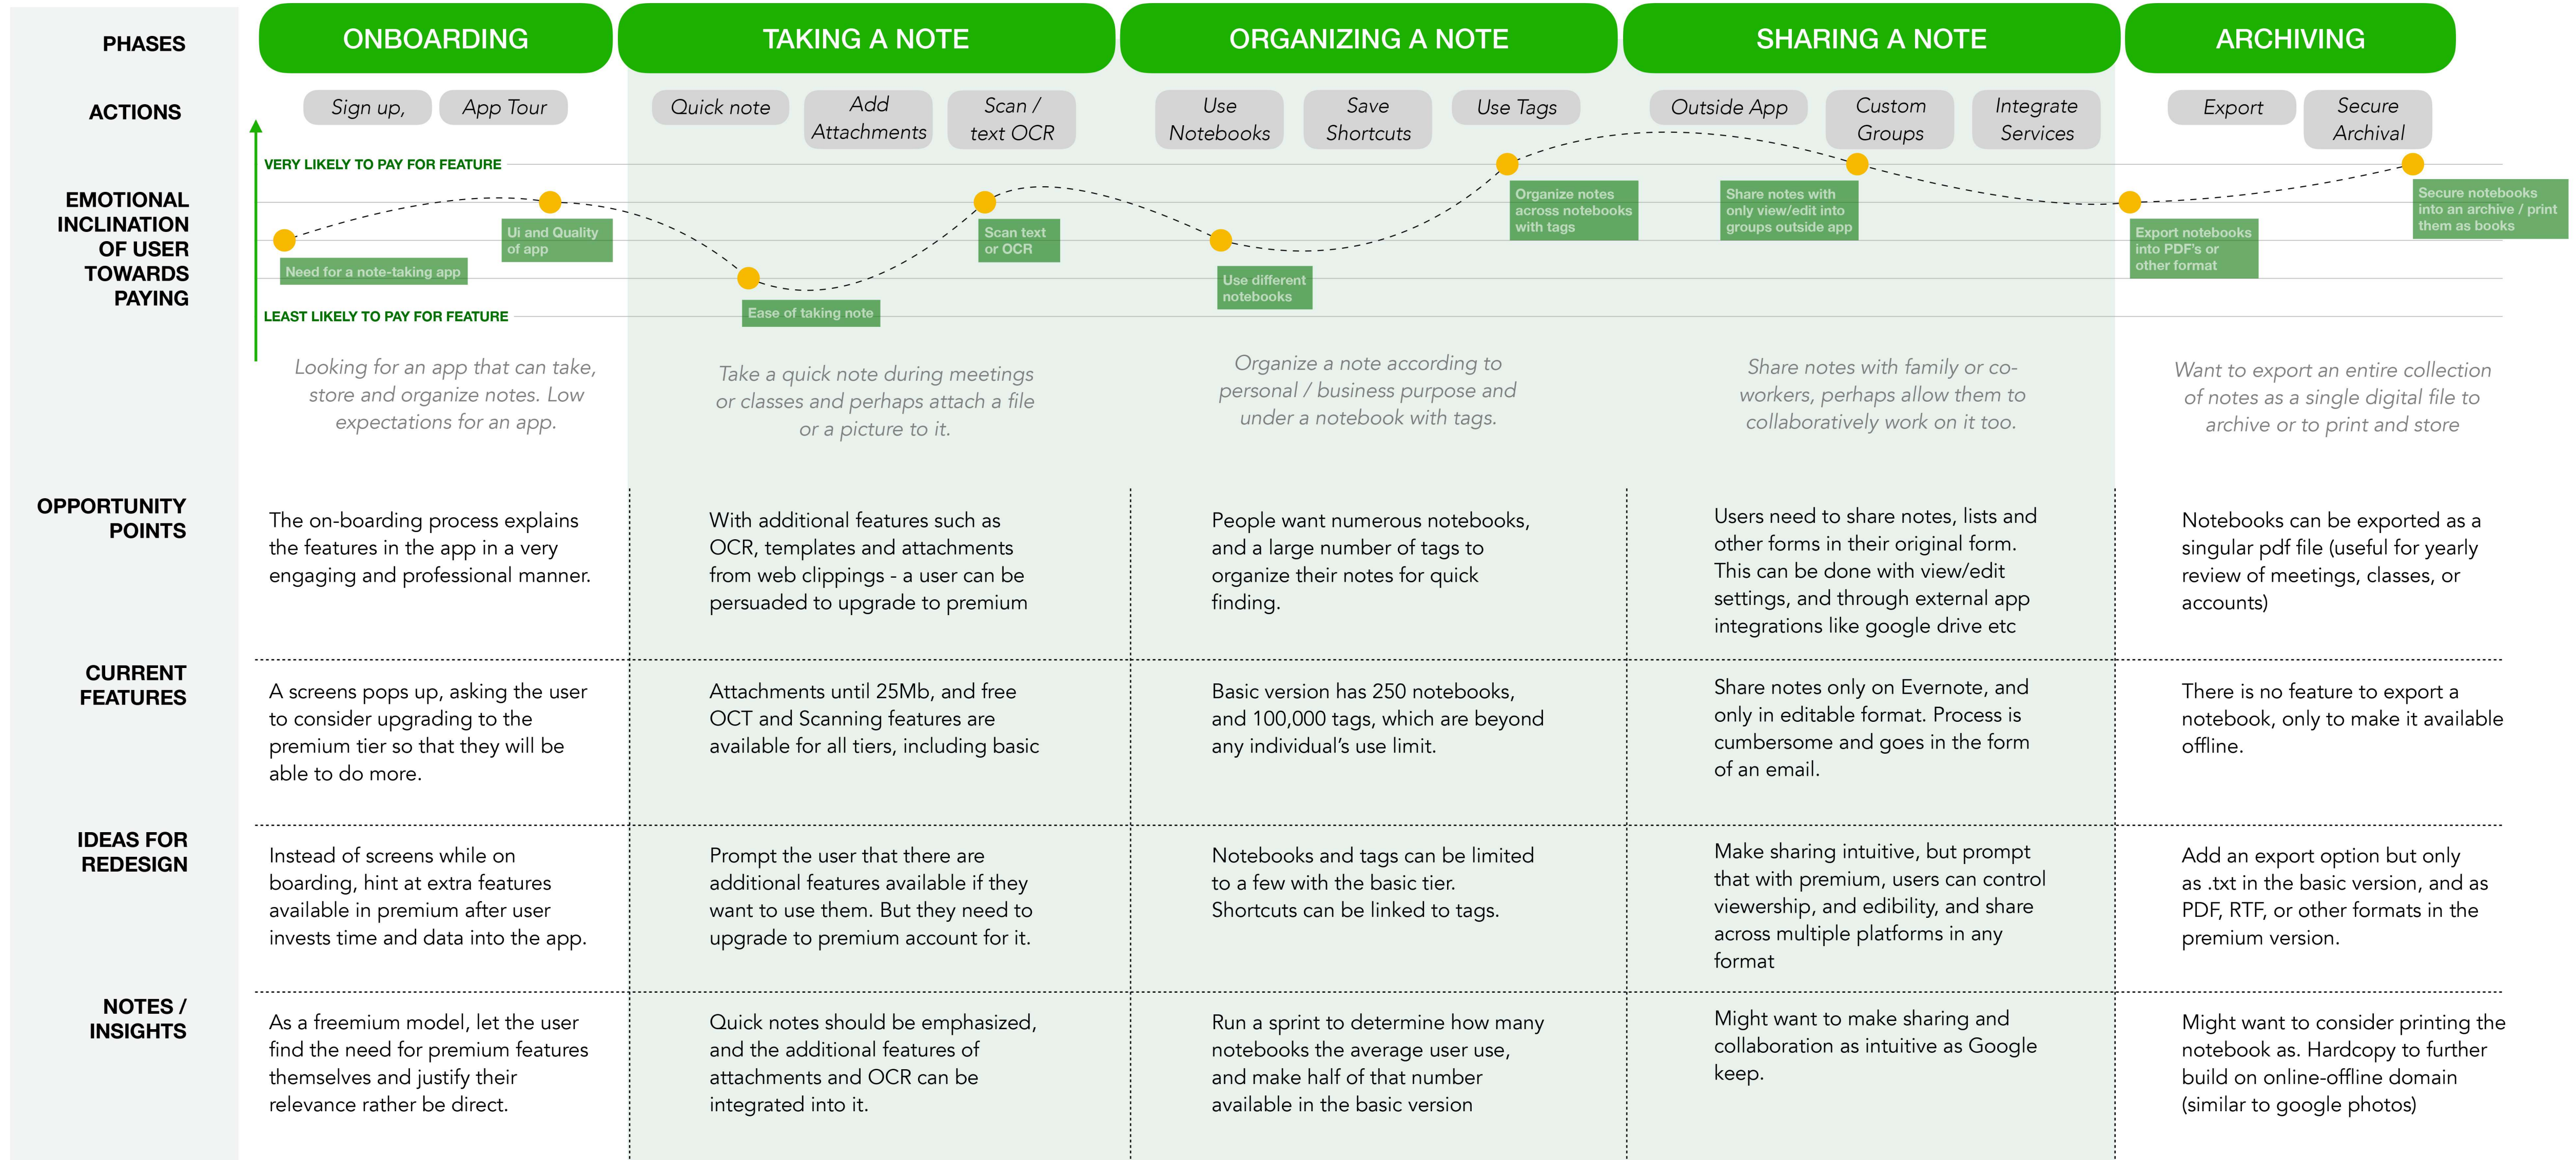 PHASES
ONBOARDING
TAKING A NOTE
ORGANIZING A NOTE
SHARING A NOTE
ARCHIVING
ACTIONS
Sign up,
App Tour
Quick note
Add
Attachments
Scan /
text OCR
Use
Notebooks
Save
Shortcuts
Use Tags
Outside App
Custom
Groups
Integrate
Services
Export
Secure
Archival
EMOTIONAL
INCLINATION
OF USER
TOWARDS
PAYING
VERY LIKELY TO PAY FOR FEATURE
LEAST LIKELY TO PAY FOR FEATURE
Need for a note-taking app
Ui and Quality
of app
Ease of taking note
Scan text
or OCR
Use different
notebooks
Organize notes
across notebooks
with tags
Share notes with
only view/edit into
groups outside app
Export notebooks
into PDF's or
other format
Secure notebooks
into an archive / print
them as books
Looking for an app that can take,
store and organize notes. Low
expectations for an app.
Take a quick note during meetings
or classes and perhaps attach a file
or a picture to it.
Organize a note according to
personal / business purpose and
under a notebook with tags.
Share notes with family or co-
workers, perhaps allow them to
collaboratively work on it too.
Want to export an entire collection
of notes as a single digital file to
archive or to print and store
OPPORTUNITY
POINTS
The on-boarding process explains
the features in the app in a very
engaging and professional manner.
With additional features such as
OCR, templates and attachments
from web clippings - a user can be
persuaded to upgrade to premium
People want numerous notebooks,
and a large number of tags to
organize their notes for quick
finding.
Users need to share notes, lists and
other forms in their original form.
This can be done with view/edit
settings, and through external app
integrations like google drive etc
Notebooks can be exported as a
singular pdf file (useful for yearly
review of meetings, classes, or
accounts)
CURRENT
FEATURES
A screens pops up, asking the user
to consider upgrading to the
premium tier so that they will be
able to do more.
Attachments until 25Mb, and free
OCT and Scanning features are
available for all tiers, including basic
Basic version has 250 notebooks,
and 100,000 tags, which are beyond
any individual's use limit.
Share notes only on Evernote, and
only in editable format. Process is
cumbersome and goes in the form
of an email.
There is no feature to export a
notebook, only to make it available
offline.
IDEAS FOR
REDESIGN
Instead of screens while on
boarding, hint at extra features
available in premium after user
invests time and data into the app.
Prompt the user that there are
additional features available if they
want to use them. But they need to
upgrade to premium account for it.
Notebooks and tags can be limited
to a few with the basic tier.
Shortcuts can be linked to tags.
Make sharing intuitive, but prompt
that with premium, users can control
viewership, and edibility, and share
across multiple platforms in any
format
Add an export option but only
as .txt in the basic version, and as
PDF, RTF, or other formats in the
premium version.
NOTES /
INSIGHTS
As a freemium model, let the user
find the need for premium features
themselves and justify their
relevance rather be direct.
Quick notes should be emphasized,
and the additional features of
attachments and OCR can be
integrated into it.
Run a sprint to determine how many
notebooks the average user use,
and make half of that number
available in the basic version
Might want to make sharing and
collaboration as intuitive as Google
keep.
Might want to consider printing the
notebook as. Hardcopy to further
build on online-offline domain
(similar to google photos)